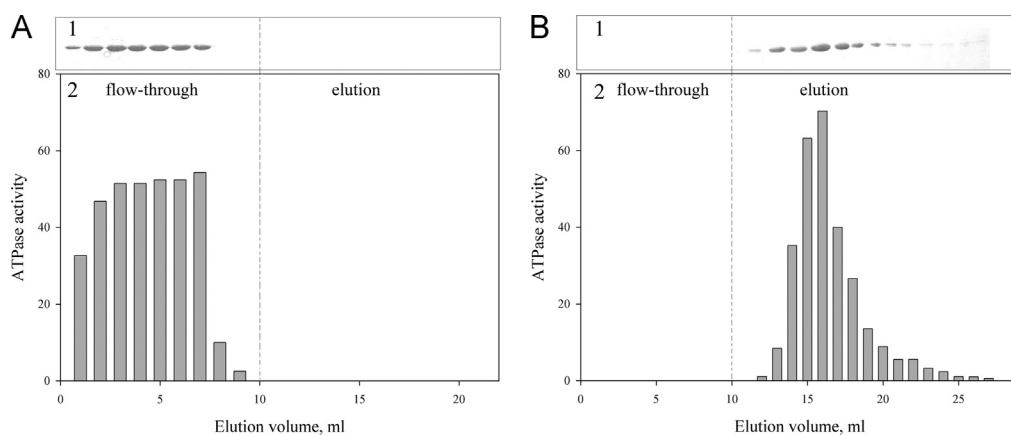 A
1
2
flow-through
elution
80
60
40
20
0
ATPase activity
0
5
10
15
20
Elution volume, ml
B
1
2
flow-through
elution
80
60
40
20
0
ATPase activity
0
5
10
15
20
25
Elution volume, ml